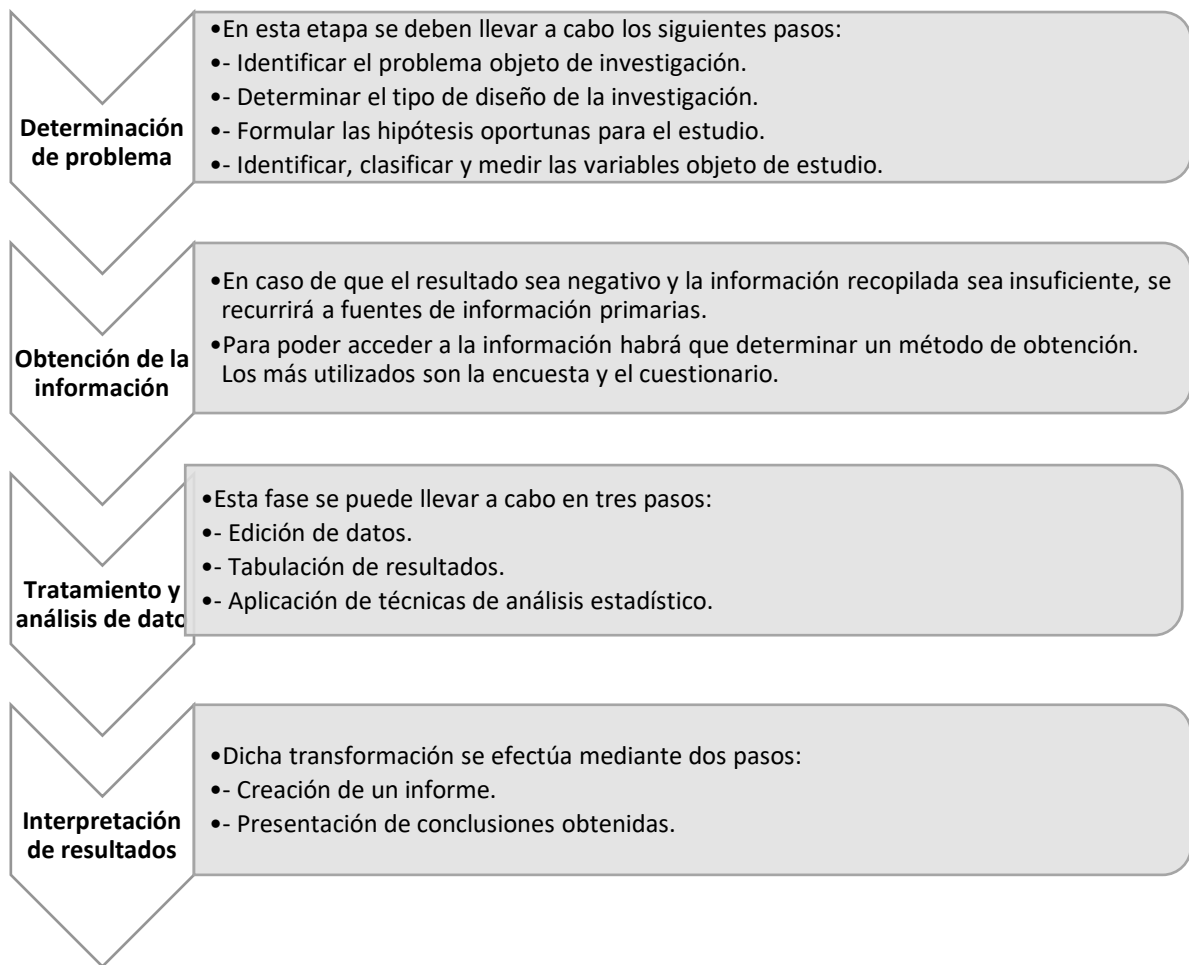 Determinación
de problema
•En esta etapa se deben llevar a cabo los siguientes pasos:
•- Identificar el problema objeto de investigación.
•- Determinar el tipo de diseño de la investigación.
•- Formular las hipótesis oportunas para el estudio.
•- Identificar, clasificar y medir las variables objeto de estudio.
Obtención de la
información
•En caso de que el resultado sea negativo y la información recopilada sea insuficiente, se
recurrirá a fuentes de información primarias.
•Para poder acceder a la información habrá que determinar un método de obtención.
Los más utilizados son la encuesta y el cuestionario.
Tratamiento y
análisis de dato
•Esta fase se puede llevar a cabo en tres pasos:
•- Edición de datos.
•- Tabulación de resultados.
•- Aplicación de técnicas de análisis estadístico.
Interpretación
de resultados
•Dicha transformación se efectúa mediante dos pasos:
•- Creación de un informe.
•- Presentación de conclusiones obtenidas.